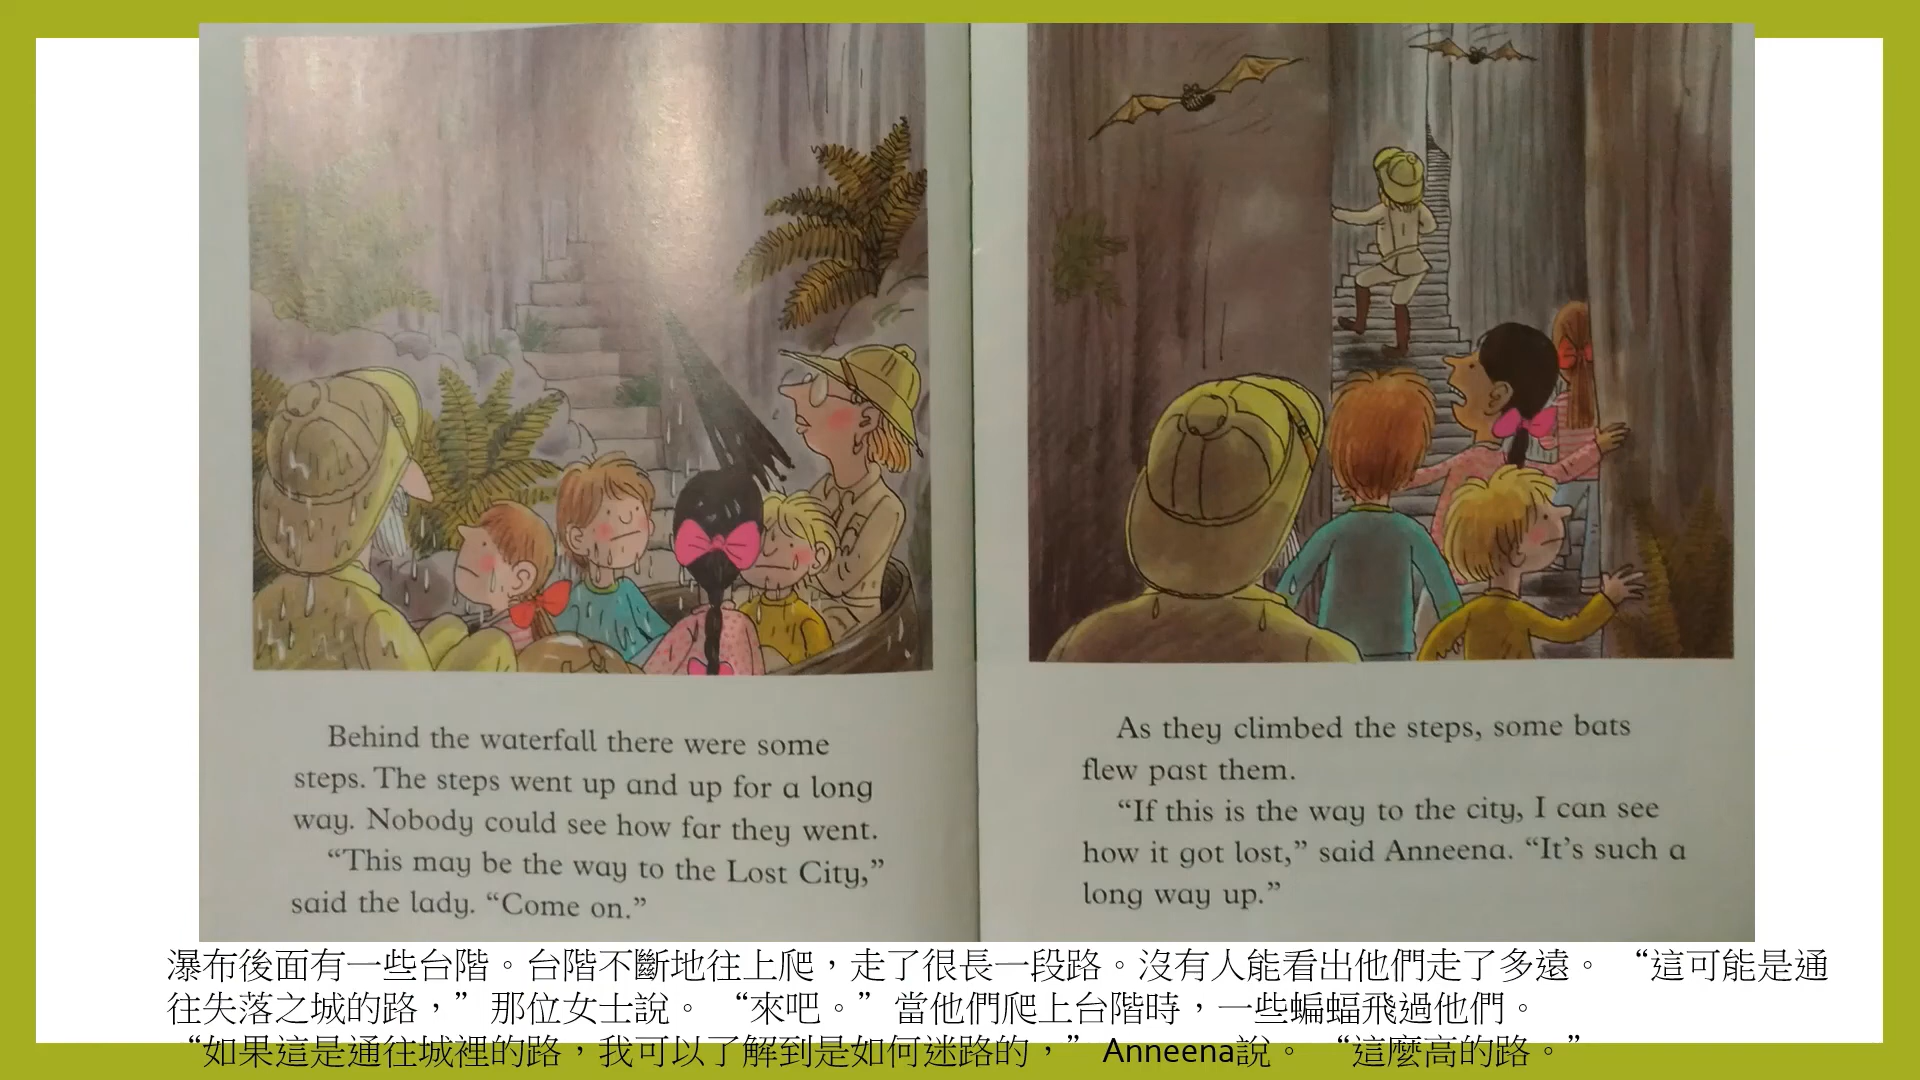 Behind the waterfall there were some
steps. The steps went up and up for a long
way. Nobody could see how far they went.
“This may be the way to the Lost City,”
said the lady. “Come on.”
As they climbed the steps, some bats
flew past them.
“If this is the way to the city, I can see
how it got lost,” said Anneena. “It’s such a
long way up.”
瀑布後面有一些台階。台階不斷地往上爬，走了很長一段路。沒有人能看出他們走了多遠。 “這可能是通
往失落之城的路，” 那位女士說。 “來吧。” 當他們爬上台階時，一些蝙蝠飛過他們。
“如果這是通往城裡的路，我可以了解到是如何迷路的，” Anneena說。 “這麼高的路。”